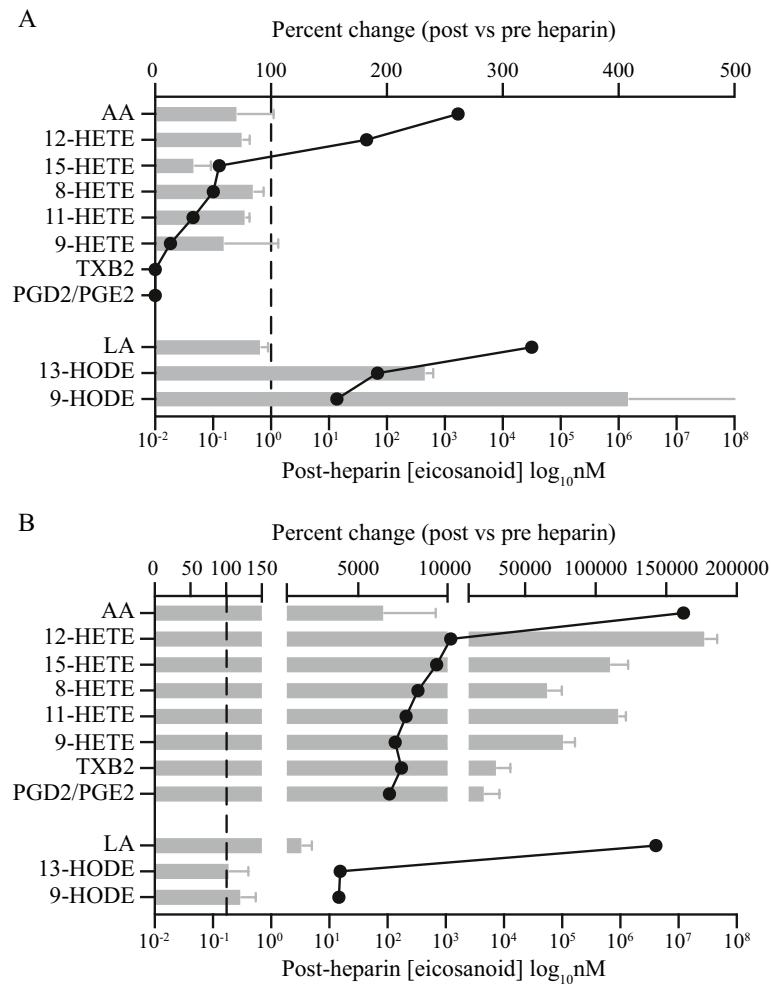 A
Percent change (post vs pre heparin)
0 100 200 300 400 500
AA
12-HETE
15-HETE
8-HETE
11-HETE
9-HETE
TXB2
PGD2/PGE2
LA
13-HODE
9-HODE
10⁻² 10⁻¹ 10⁰ 10¹ 10² 10³ 10⁴ 10⁵ 10⁶ 10⁷ 10⁸
Post-heparin [eicosanoid] log₁₀nM
B
Percent change (post vs pre heparin)
0 50 100 150 5000 10000 50000 100000 150000 200000
AA
12-HETE
15-HETE
8-HETE
11-HETE
9-HETE
TXB2
PGD2/PGE2
LA
13-HODE
9-HODE
10⁻² 10⁻¹ 10⁰ 10¹ 10² 10³ 10⁴ 10⁵ 10⁶ 10⁷ 10⁸
Post-heparin [eicosanoid] log₁₀nM